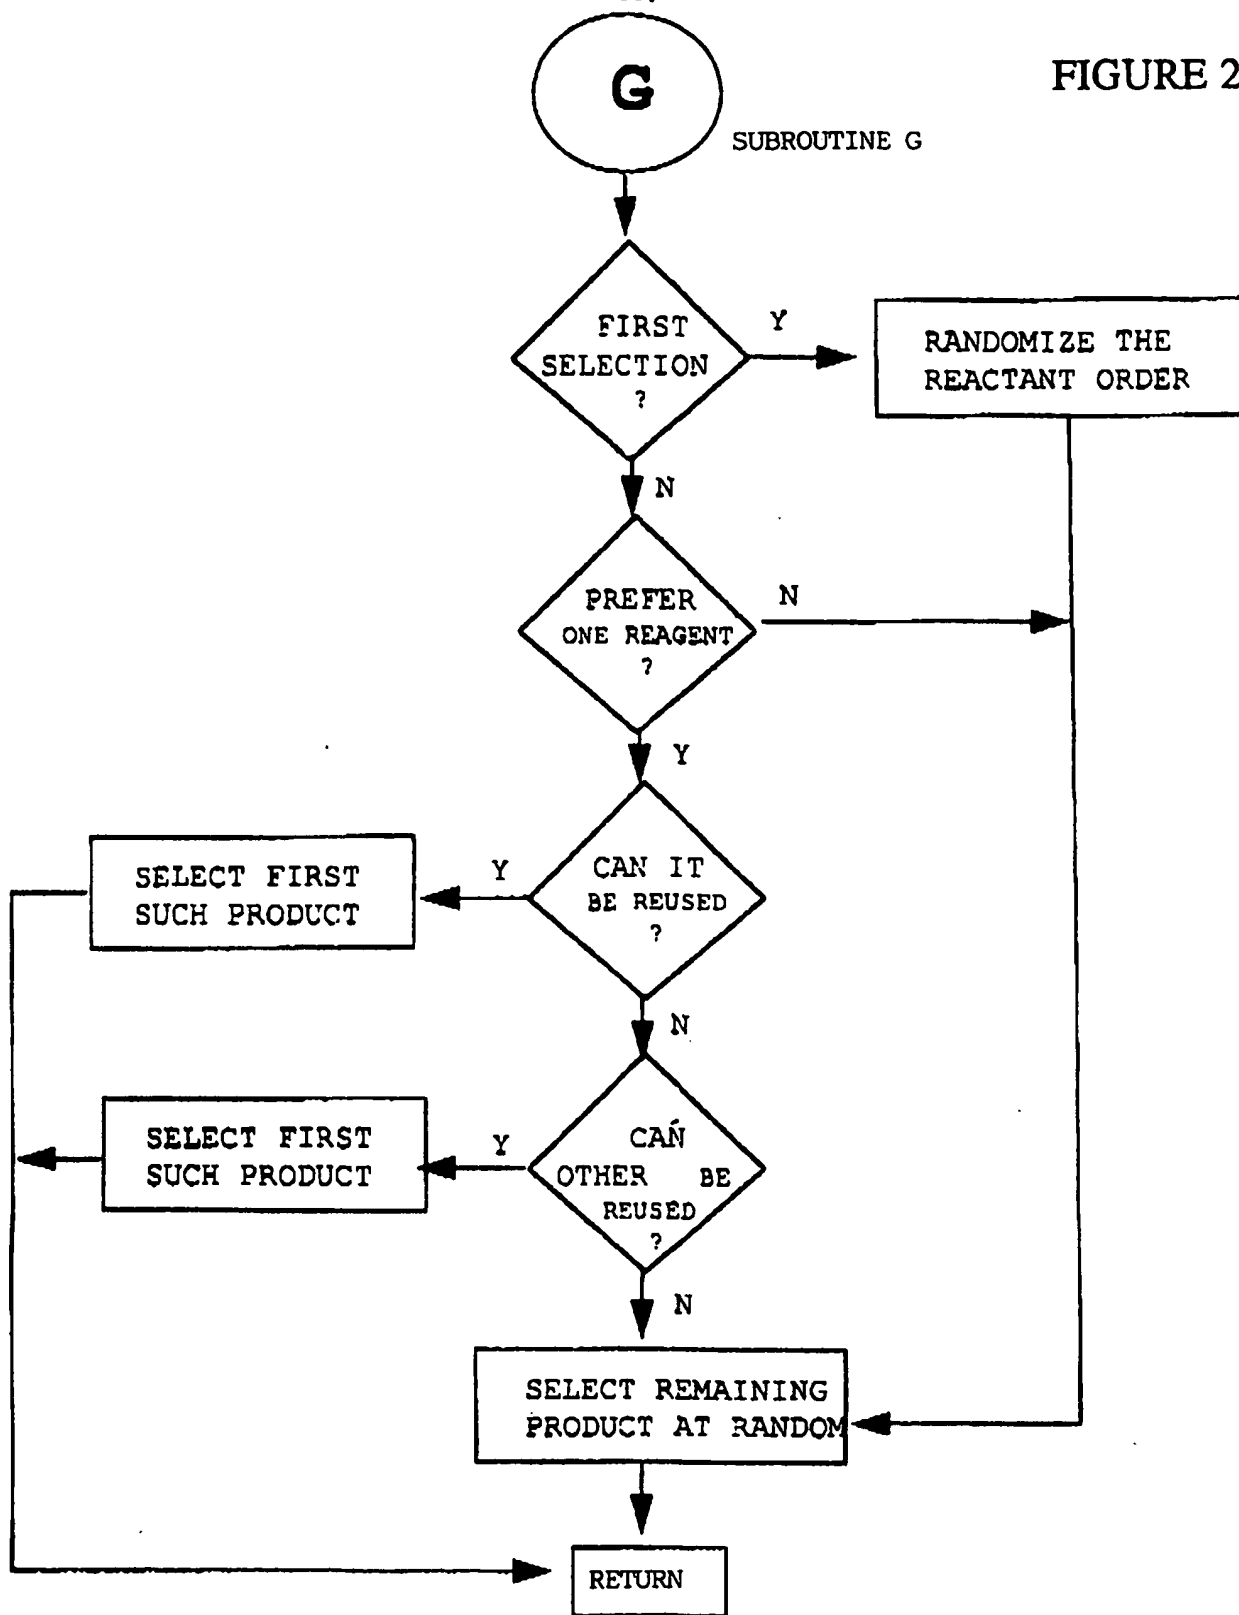 G
FIGURE 2
SUBROUTINE G
FIRST
SELECTION
?
Y
RANDOMIZE THE
REACTANT ORDER
N
PREFER
ONE REAGENT
?
N
Y
CAN IT
BE REUSED
?
Y
SELECT FIRST
SUCH PRODUCT
N
CAN
OTHER BE
REUSED
?
Y
SELECT FIRST
SUCH PRODUCT
N
SELECT REMAINING
PRODUCT AT RANDOM
RETURN